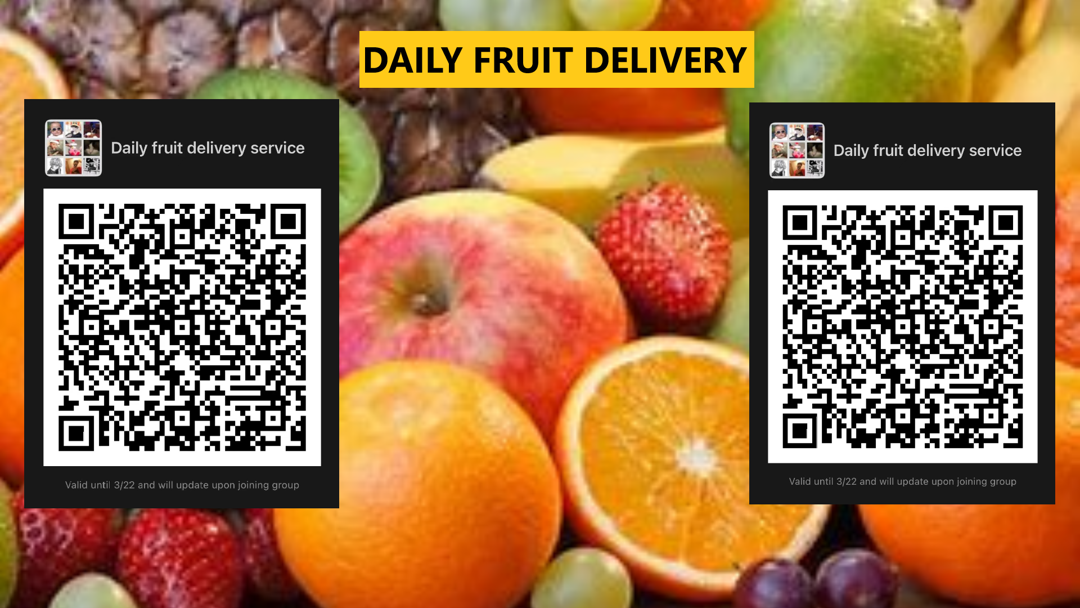 DAILY FRUIT DELIVERY
Daily fruit delivery service
Valid until 3/22 and will update upon joining group
Daily fruit delivery service
Valid until 3/22 and will update upon joining group